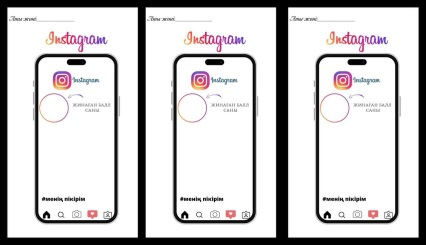 Аты жөні:
Instagram
Instagram
ЖИНАҒАН БАЛЛ
САНЫ
#менің пікірім
Аты жөні:
Instagram
Instagram
ЖИНАҒАН БАЛЛ
САНЫ
#менің пікірім
Аты жөні:
Instagram
Instagram
ЖИНАҒАН БАЛЛ
САНЫ
#менің пікірім